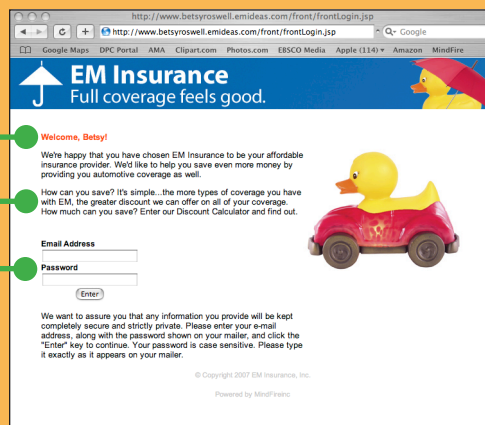 http://www.betsyroswell.emideas.com/front/frontLogin.jsp
http://www.betsyroswell.emideas.com/front/frontLogin.jsp
Google
Google Maps DPC Portal AMA Clipart.com Photos.com EBSCO Media Apple (114) Amazon MindFire
EM Insurance
Full coverage feels good.
Welcome, Betsy!
We're happy that you have chosen EM Insurance to be your affordable
insurance provider. We'd like to help you save even more money by
providing you automotive coverage as well.
How can you save? It's simple...the more types of coverage you have
with EM, the greater discount we can offer on all of your coverage.
How much can you save? Enter our Discount Calculator and find out.
Email Address
Password
Enter
We want to assure you that any information you provide will be kept
completely secure and strictly private. Please enter your e-mail
address, along with the password shown on your mailer, and click the
"Enter" key to continue. Your password is case sensitive. Please type
it exactly as it appears on your mailer.
© Copyright 2007 EM Insurance, Inc.
Powered by MindFireInc